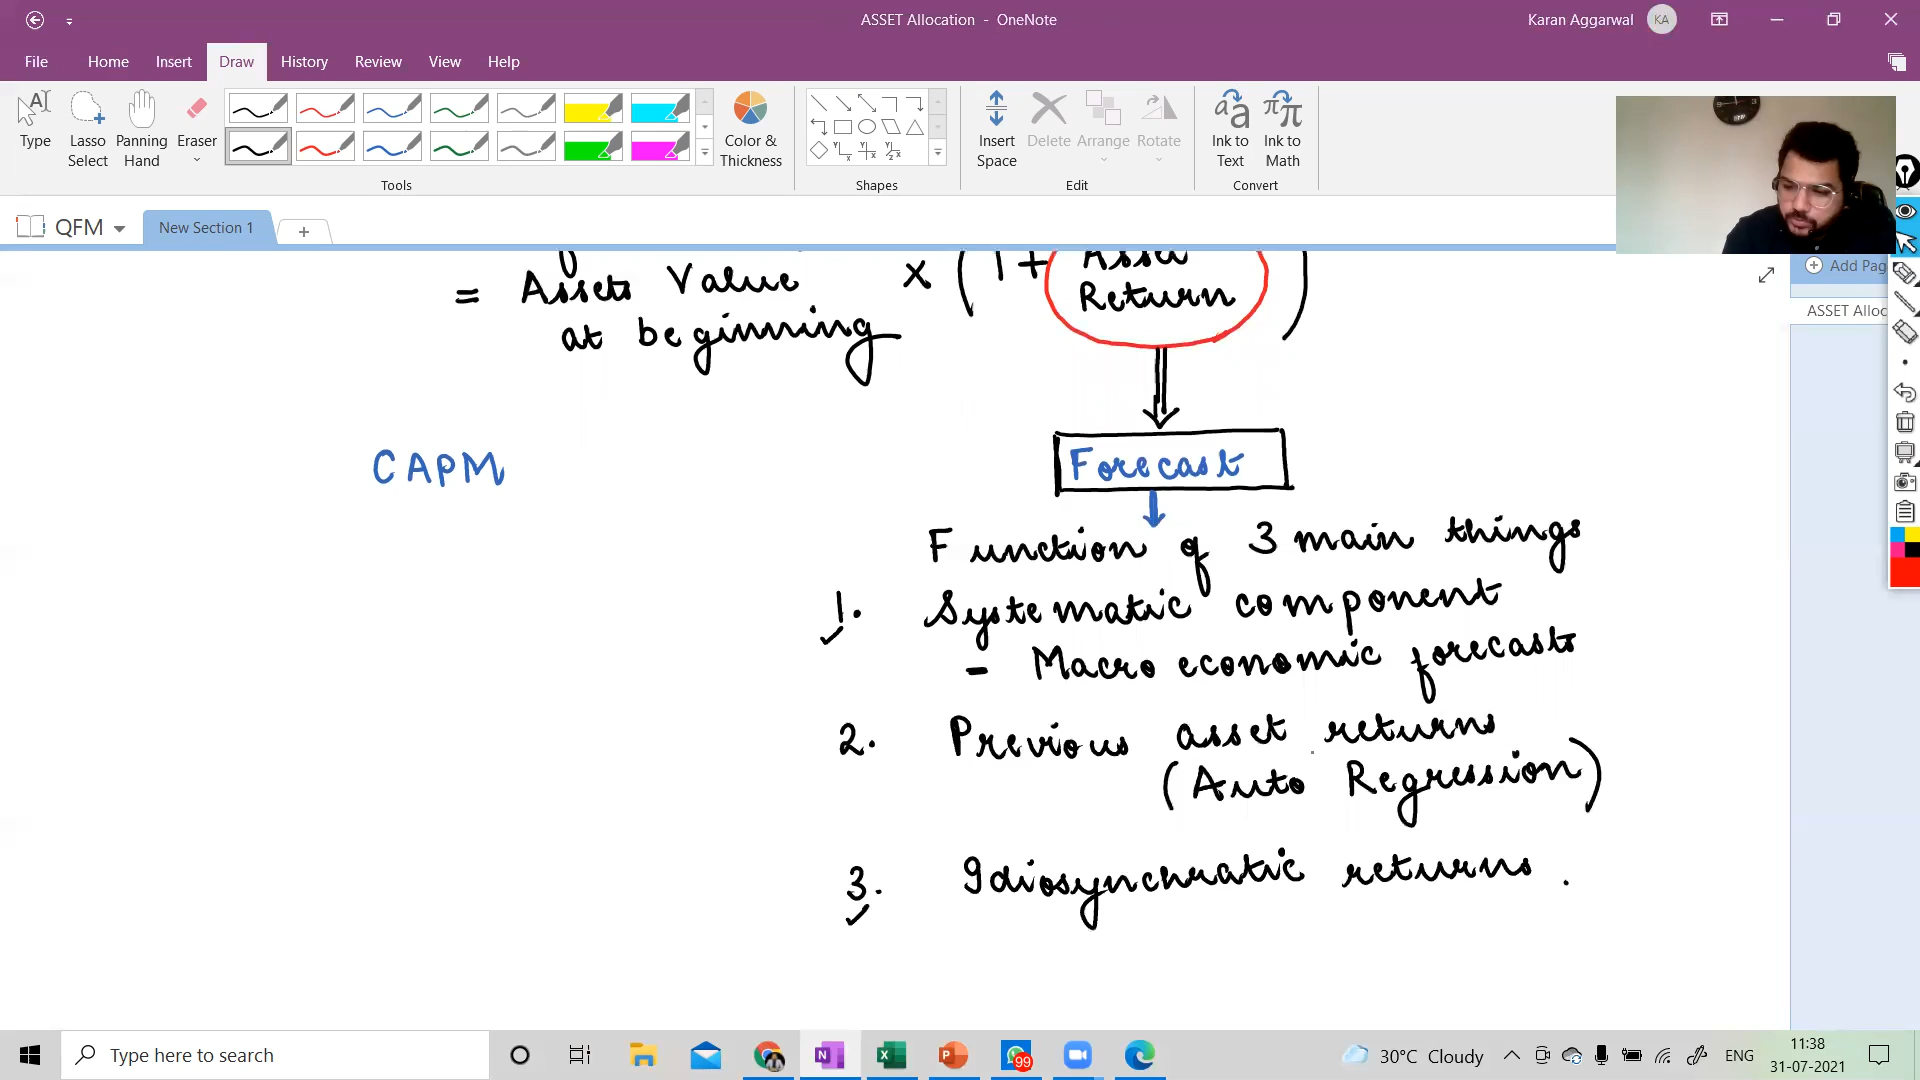 ASSET Allocation - OneNote
Karan Aggarwal
KA
File Home Insert Draw History Review View Help
Type
Lasso Select
Panning Hand
Eraser
Color & Thickness
Insert Space
Delete
Arrange
Rotate
Ink to Text
Ink to Math
Tools
Shapes
Edit
Convert
QFM
New Section 1
Add Pag
ASSET Alloc
= Assets Value × (1+ Asset
at beginning
Return )
CAPM
Forecast
Function of 3 main things
1. Systematic component
- Macro economic forecasts
2. Previous asset returns
(Auto Regression)
3. Idiosynchratic returns.
Type here to search
99
30°C Cloudy
ENG
11:38
31-07-2021